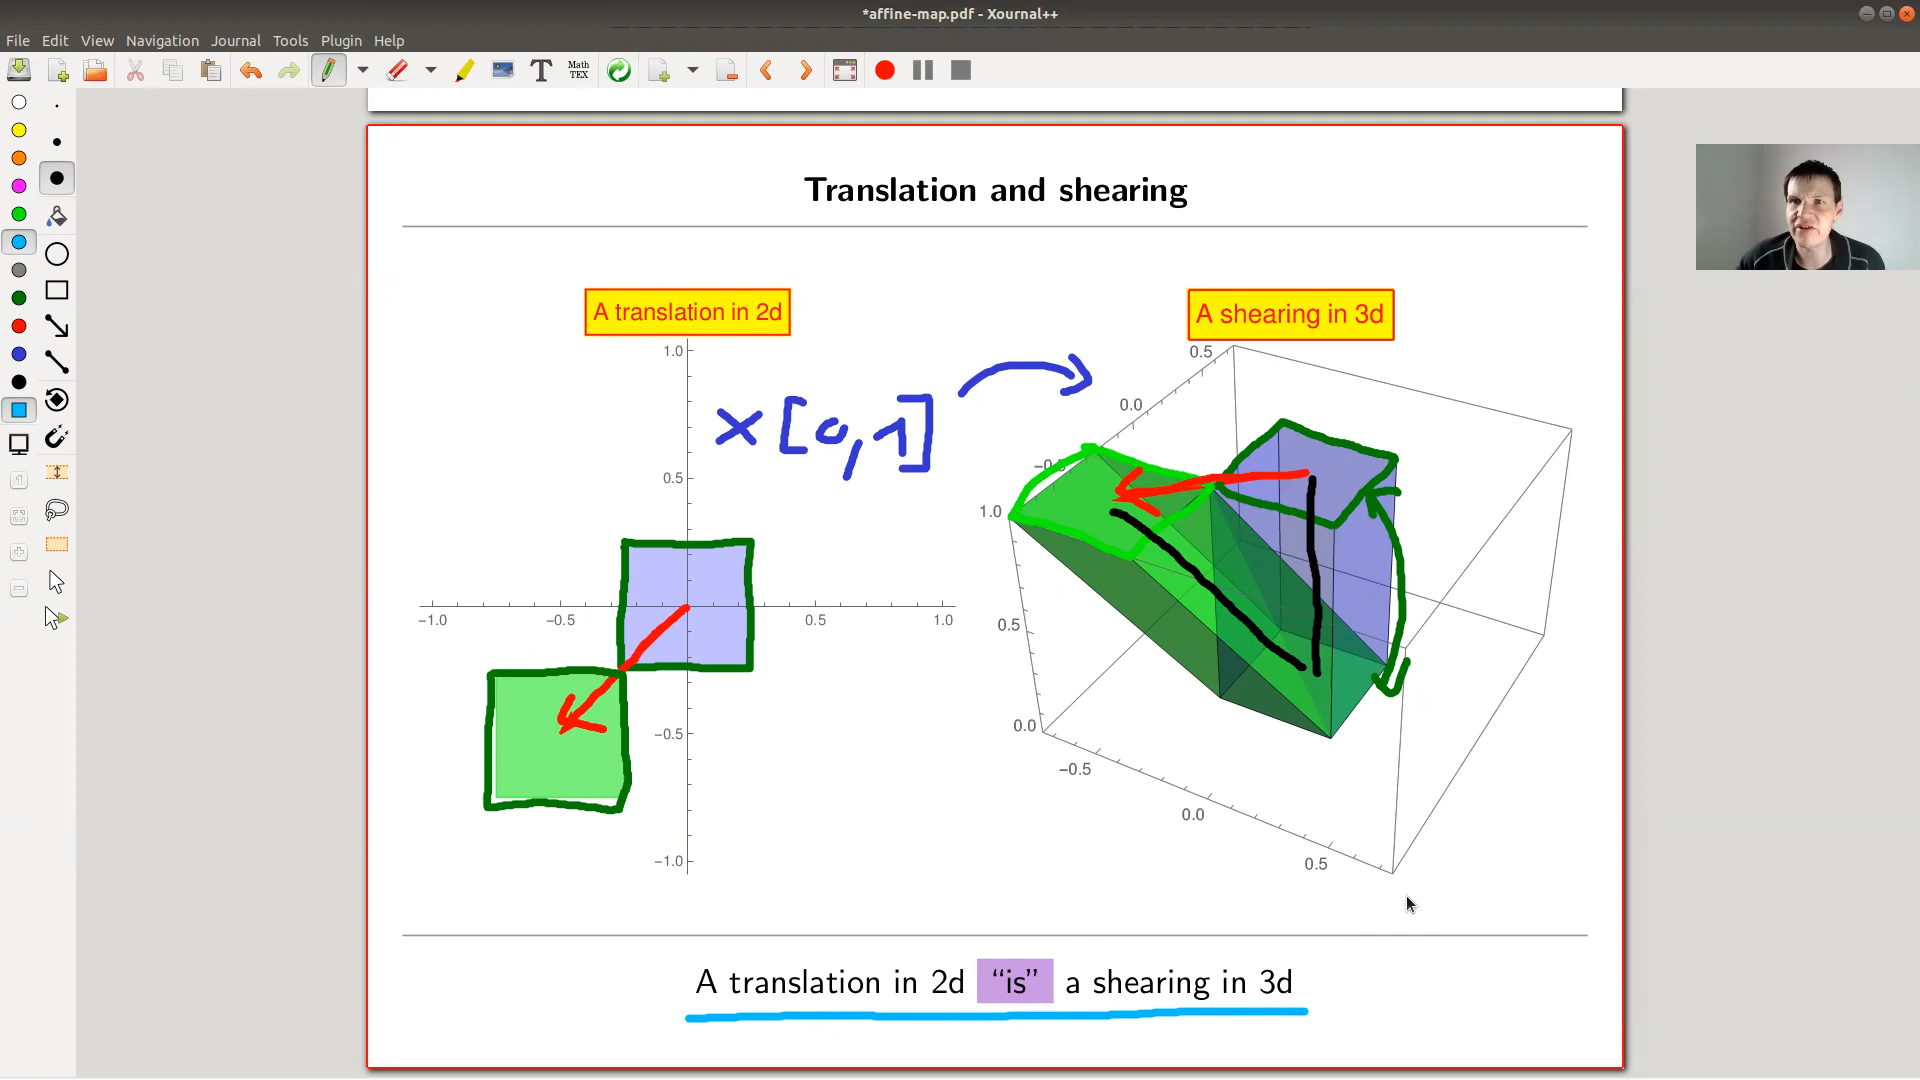 *affine-map.pdf - Xournal++
File Edit View Navigation Journal Tools Plugin Help
Math
TEX
Translation and shearing
A translation in 2d
A shearing in 3d
1.0
0.5
−0.5
−1.0
−1.0
−0.5
0.5
1.0
× [0,1]
0.5
0.0
−0.5
1.0
0.5
0.0
−0.5
0.0
0.5
A translation in 2d “is” a shearing in 3d